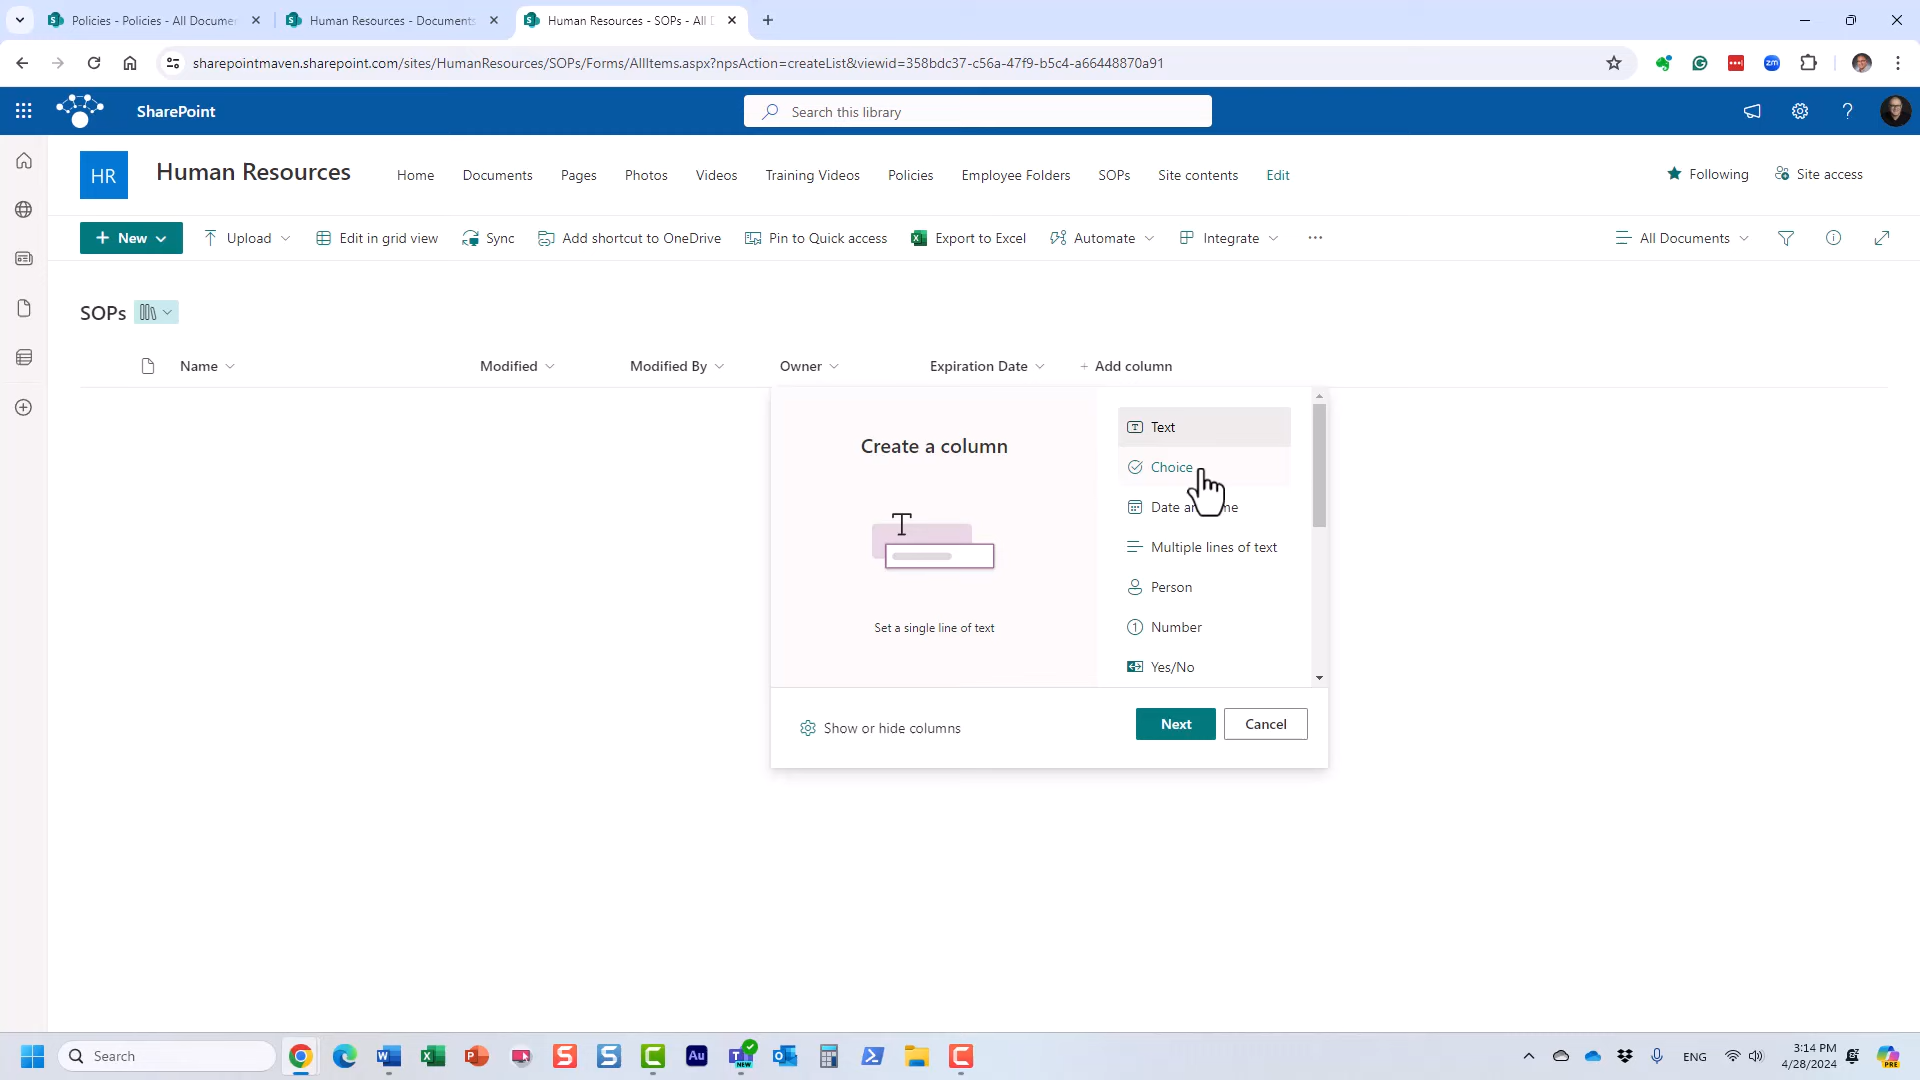 Policies - Policies - All Documen
Human Resources - Documents
Human Resources - SOPs - All D
sharepointmaven.sharepoint.com/sites/HumanResources/SOPs/Forms/AllItems.aspx?npsAction=createList&viewid=358bdc37-c56a-47f9-b5c4-a66448870a91
SharePoint
Search this library
HR
Human Resources
Home
Documents
Pages
Photos
Videos
Training Videos
Policies
Employee Folders
SOPs
Site contents
Edit
Following
Site access
New
Upload
Edit in grid view
Sync
Add shortcut to OneDrive
Pin to Quick access
Export to Excel
Automate
Integrate
All Documents
SOPs
Name
Modified
Modified By
Owner
Expiration Date
+ Add column
Create a column
T
Set a single line of text
Text
Choice
Date an me
Multiple lines of text
Person
Number
Yes/No
Show or hide columns
Next
Cancel
Search
Au
NEW
ENG
3:14 PM
4/28/2024
PRE